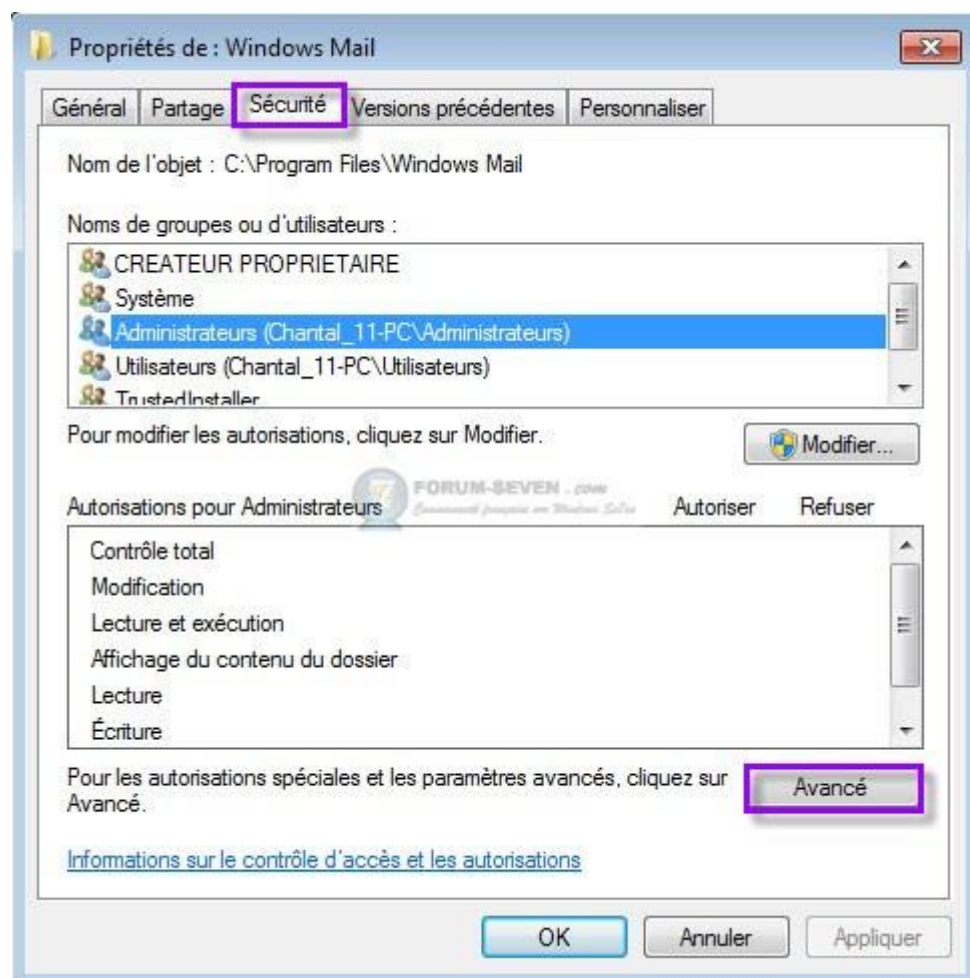 Propriétés de : Windows Mail
Général Partage Sécurité Versions précédentes Personnaliser
Nom de l'objet : C:\Program Files\Windows Mail
Noms de groupes ou d'utilisateurs :
CREATEUR PROPRIETAIRE
Système
Administrateurs (Chantal_11-PC\Administrateurs)
Utilisateurs (Chantal_11-PC\Utilisateurs)
TrustedInstaller
Pour modifier les autorisations, cliquez sur Modifier.
Modifier...
FORUM-SEVEN .com
Autorisations pour Administrateurs Autoriser Refuser
Contrôle total
Modification
Lecture et exécution
Affichage du contenu du dossier
Lecture
Écriture
Pour les autorisations spéciales et les paramètres avancés, cliquez sur
Avancé.
Avancé
Informations sur le contrôle d'accès et les autorisations
OK Annuler Appliquer